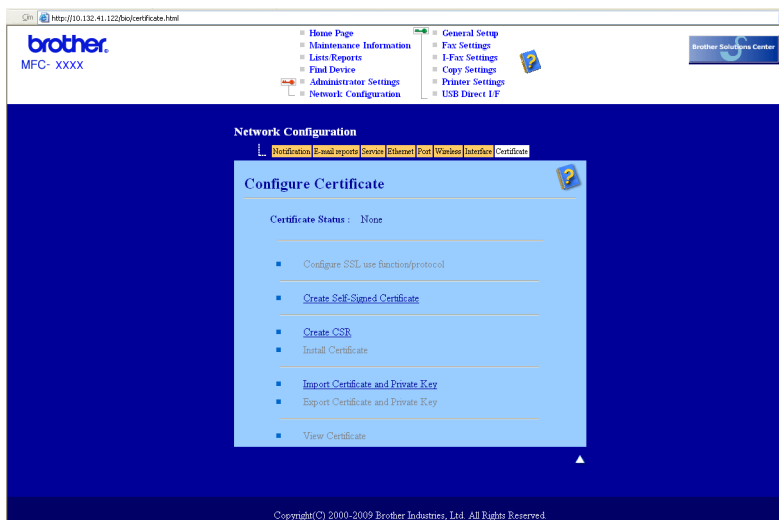 http://10.132.41.122/bio/certificate.html
brother.
MFC- XXXX
Home Page
Maintenance Information
Lists/Reports
Find Device
Administrator Settings
Network Configuration
General Setup
Fax Settings
I-Fax Settings
Copy Settings
Printer Settings
USB Direct I/F
Brother Solutions Center
Network Configuration
Notification E-mail reports Service Ethernet Port Wireless Interface Certificate
Configure Certificate
Certificate Status : None
Configure SSL use function/protocol
Create Self-Signed Certificate
Create CSR
Install Certificate
Import Certificate and Private Key
Export Certificate and Private Key
View Certificate
Copyright(C) 2000-2009 Brother Industries, Ltd. All Rights Reserved.